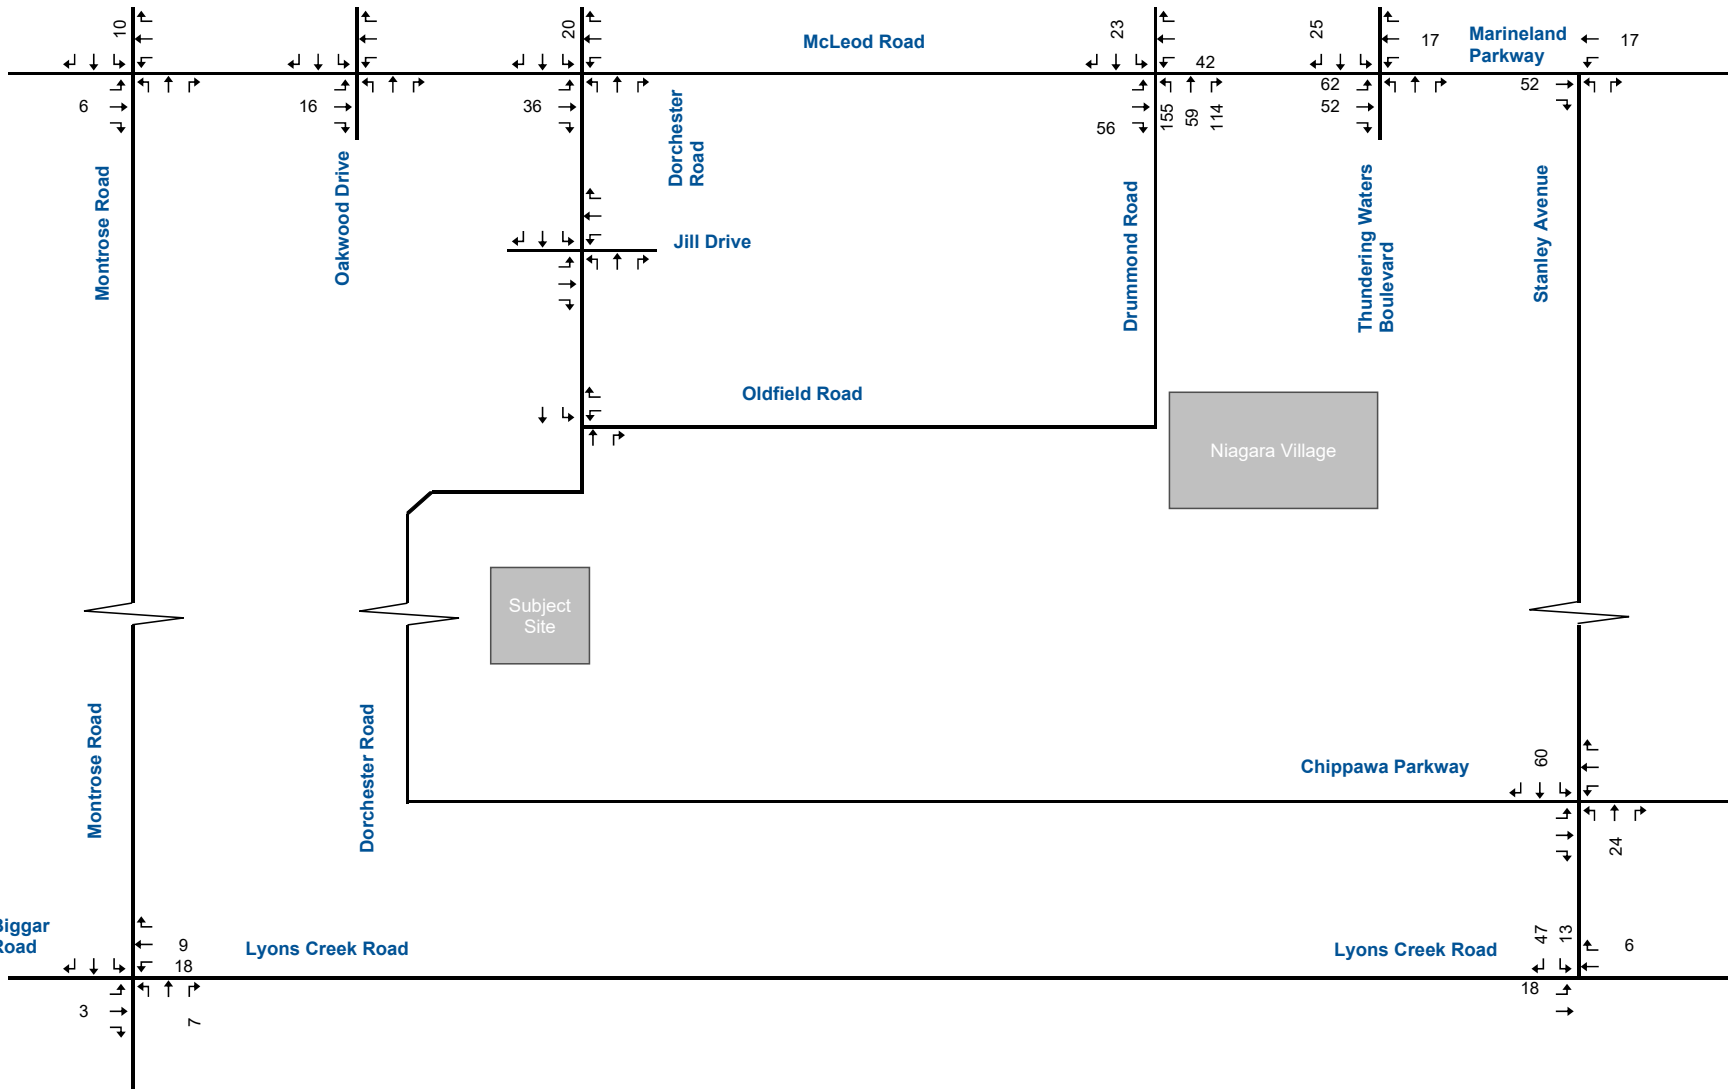 10
20
23
25
McLeod Road
17
Marineland
Parkway
17
42
6
16
36
56
155
59
114
62
52
52
Montrose Road
Oakwood Drive
Dorchester
Road
Drummond Road
Thundering Waters
Boulevard
Stanley Avenue
Jill Drive
Oldfield Road
Niagara Village
Subject
Site
Montrose Road
Dorchester Road
Chippawa Parkway
60
24
Biggar
Road
9
18
Lyons Creek Road
Lyons Creek Road
47
13
6
3
7
18